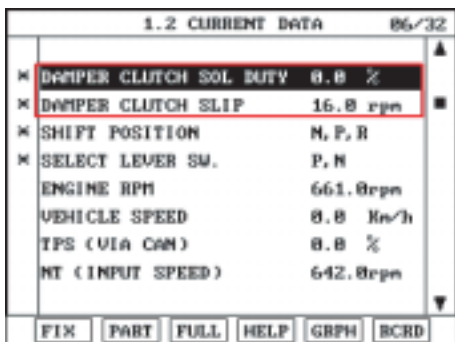 1.2 CURRENT DATA 06/32
× DAMPER CLUTCH SOL DUTY 0.0 %
× DAMPER CLUTCH SLIP 16.0 rpm
× SHIFT POSITION N,P,R
× SELECT LEVER SW. P,N
ENGINE RPM 661.0rpm
VEHICLE SPEED 0.0 Km/h
TPS (VIA CAN) 0.0 %
NT (INPUT SPEED) 642.0rpm
FIX PART FULL HELP GRPH RCRD